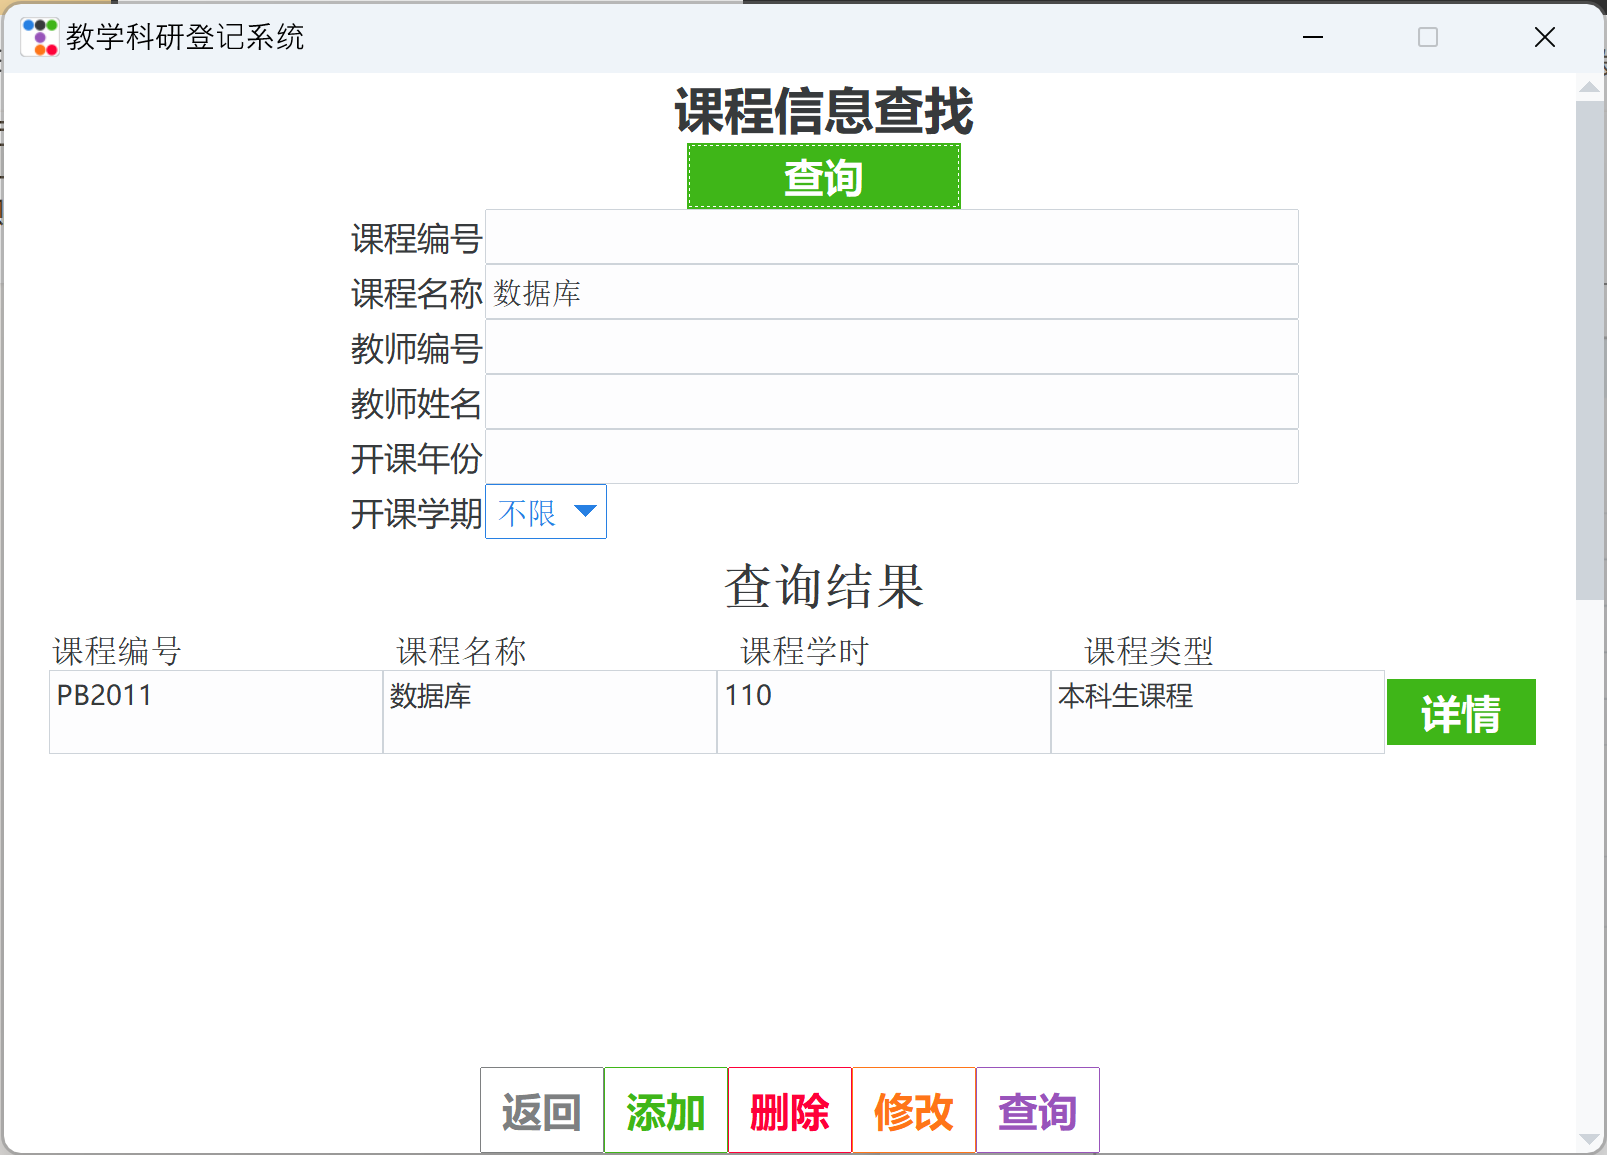 教学科研登记系统
课程信息查找
查询
课程编号
课程名称 数据库
教师编号
教师姓名
开课年份
开课学期 不限
查询结果
课程编号 课程名称 课程学时 课程类型
PB2011 数据库 110 本科生课程 详情
返回 添加 删除 修改 查询